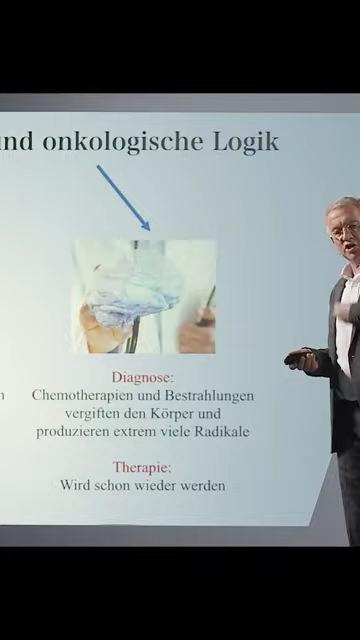 und onkologische Logik
Diagnose:
Chemotherapien und Bestrahlungen
vergiften den Körper und
produzieren extrem viele Radikale
Therapie:
Wird schon wieder werden